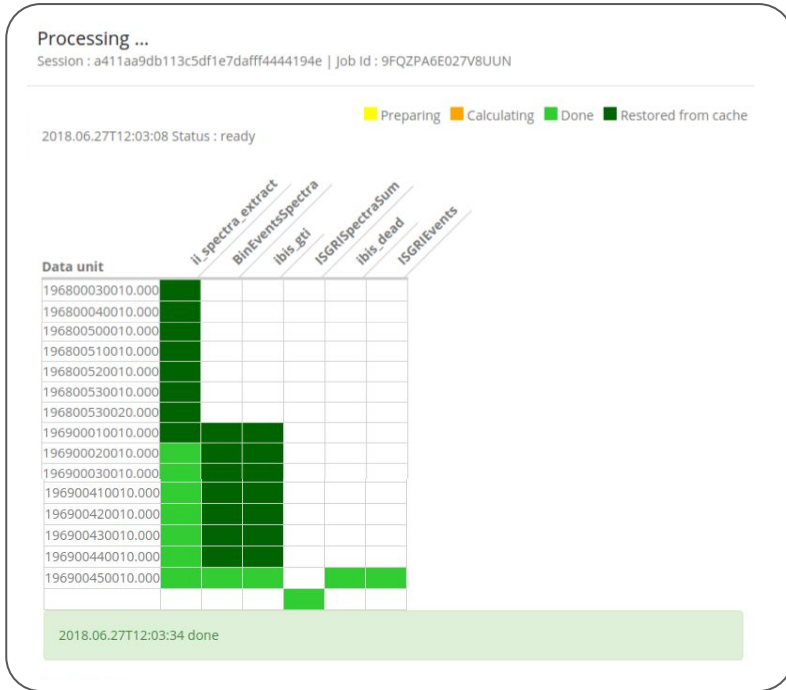 Processing ...
Session : a411aa9db113c5df1e7dafff4444194e | Job Id : 9FQZPA6E027V8UUN
Preparing Calculating Done Restored from cache
2018.06.27T12:03:08 Status : ready
Data unit
ii_spectra_extract
BinEventsSpectra
ibis_gti
ISGRISpectraSum
ibis_dead
ISGRIEvents
196800030010.000
196800040010.000
196800500010.000
196800510010.000
196800520010.000
196800530010.000
196800530020.000
196900010010.000
196900020010.000
196900030010.000
196900410010.000
196900420010.000
196900430010.000
196900440010.000
196900450010.000
2018.06.27T12:03:34 done